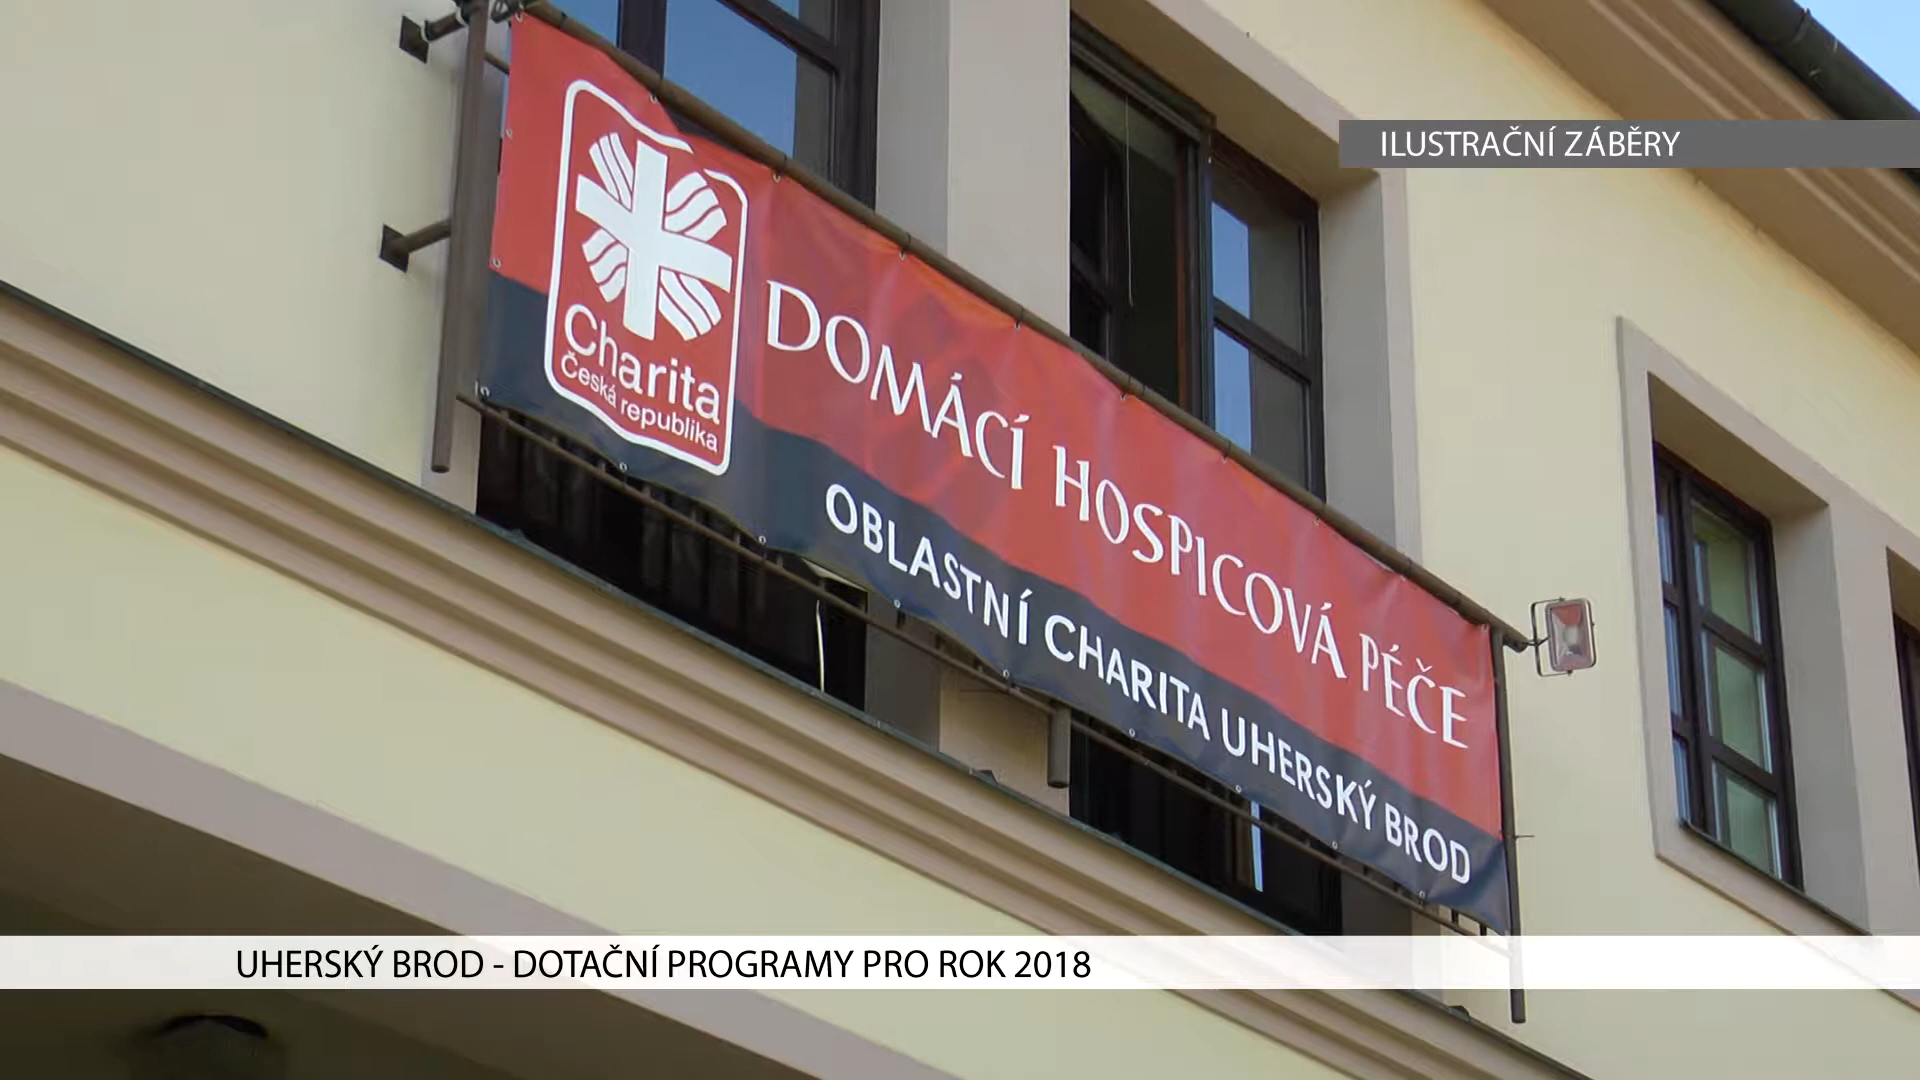 ILUSTRAČNÍ ZÁBĚRY
Charita
Česká republika
DOMÁCÍ HOSPICOVÁ PÉČE
OBLASTNÍ CHARITA UHERSKÝ BROD
UHERSKÝ BROD - DOTAČNÍ PROGRAMY PRO ROK 2018